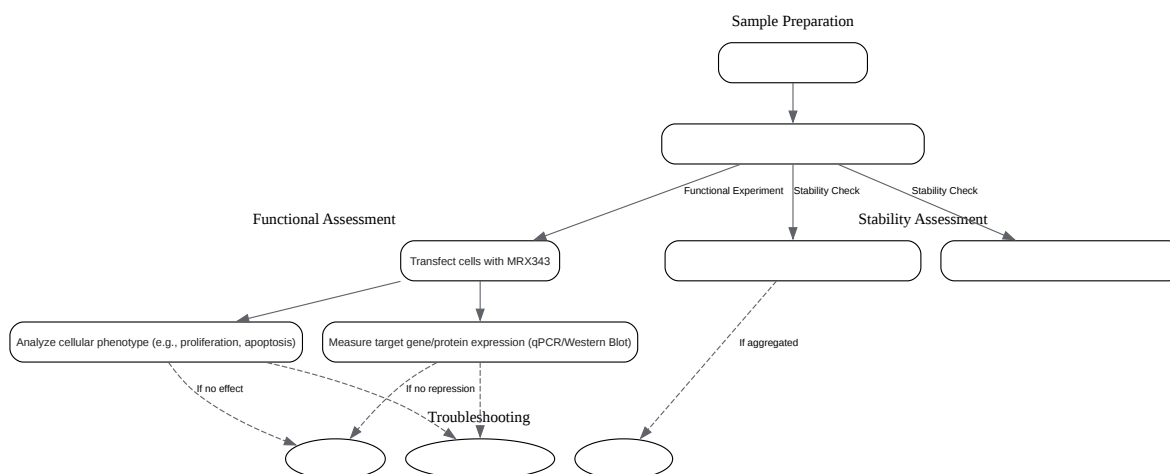 Sample Preparation
Functional Experiment
Stability Check
Stability Check
Functional Assessment
Stability Assessment
Transfect cells with MRX343
Analyze cellular phenotype (e.g., proliferation, apoptosis)
Measure target gene/protein expression (qPCR/Western Blot)
If aggregated
If no effect
If no repression
Troubleshooting